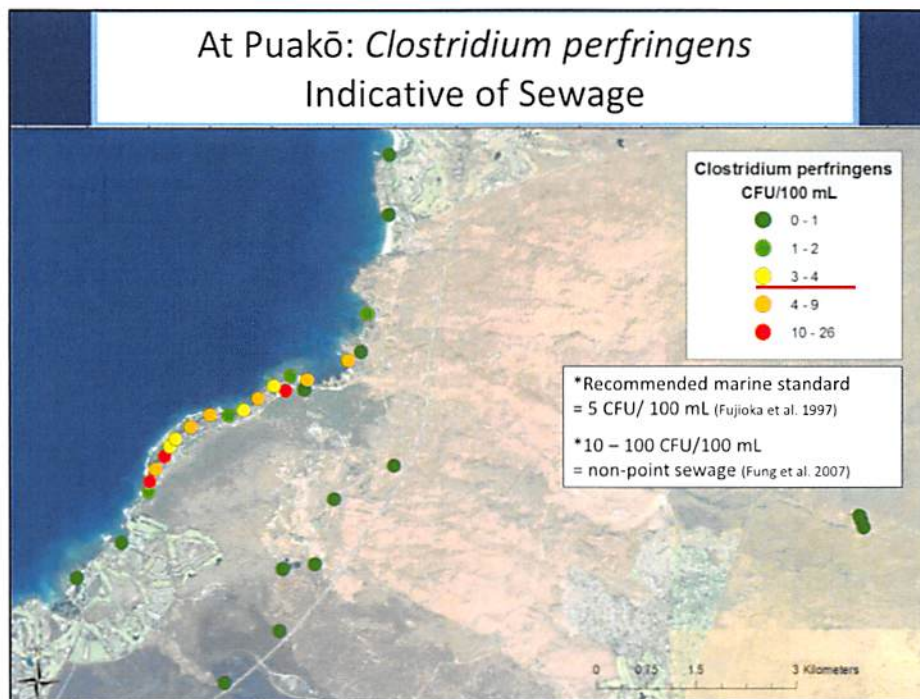 At Puakō: Clostridium perfringens
Indicative of Sewage
Clostridium perfringens
CFU/100 mL
0 - 1
1 - 2
3 - 4
4 - 9
10 - 26
*Recommended marine standard
= 5 CFU/ 100 mL (Fujioka et al. 1997)
*10 – 100 CFU/100 mL
= non-point sewage (Fung et al. 2007)
0 0.75 1.5 3 Kilometers